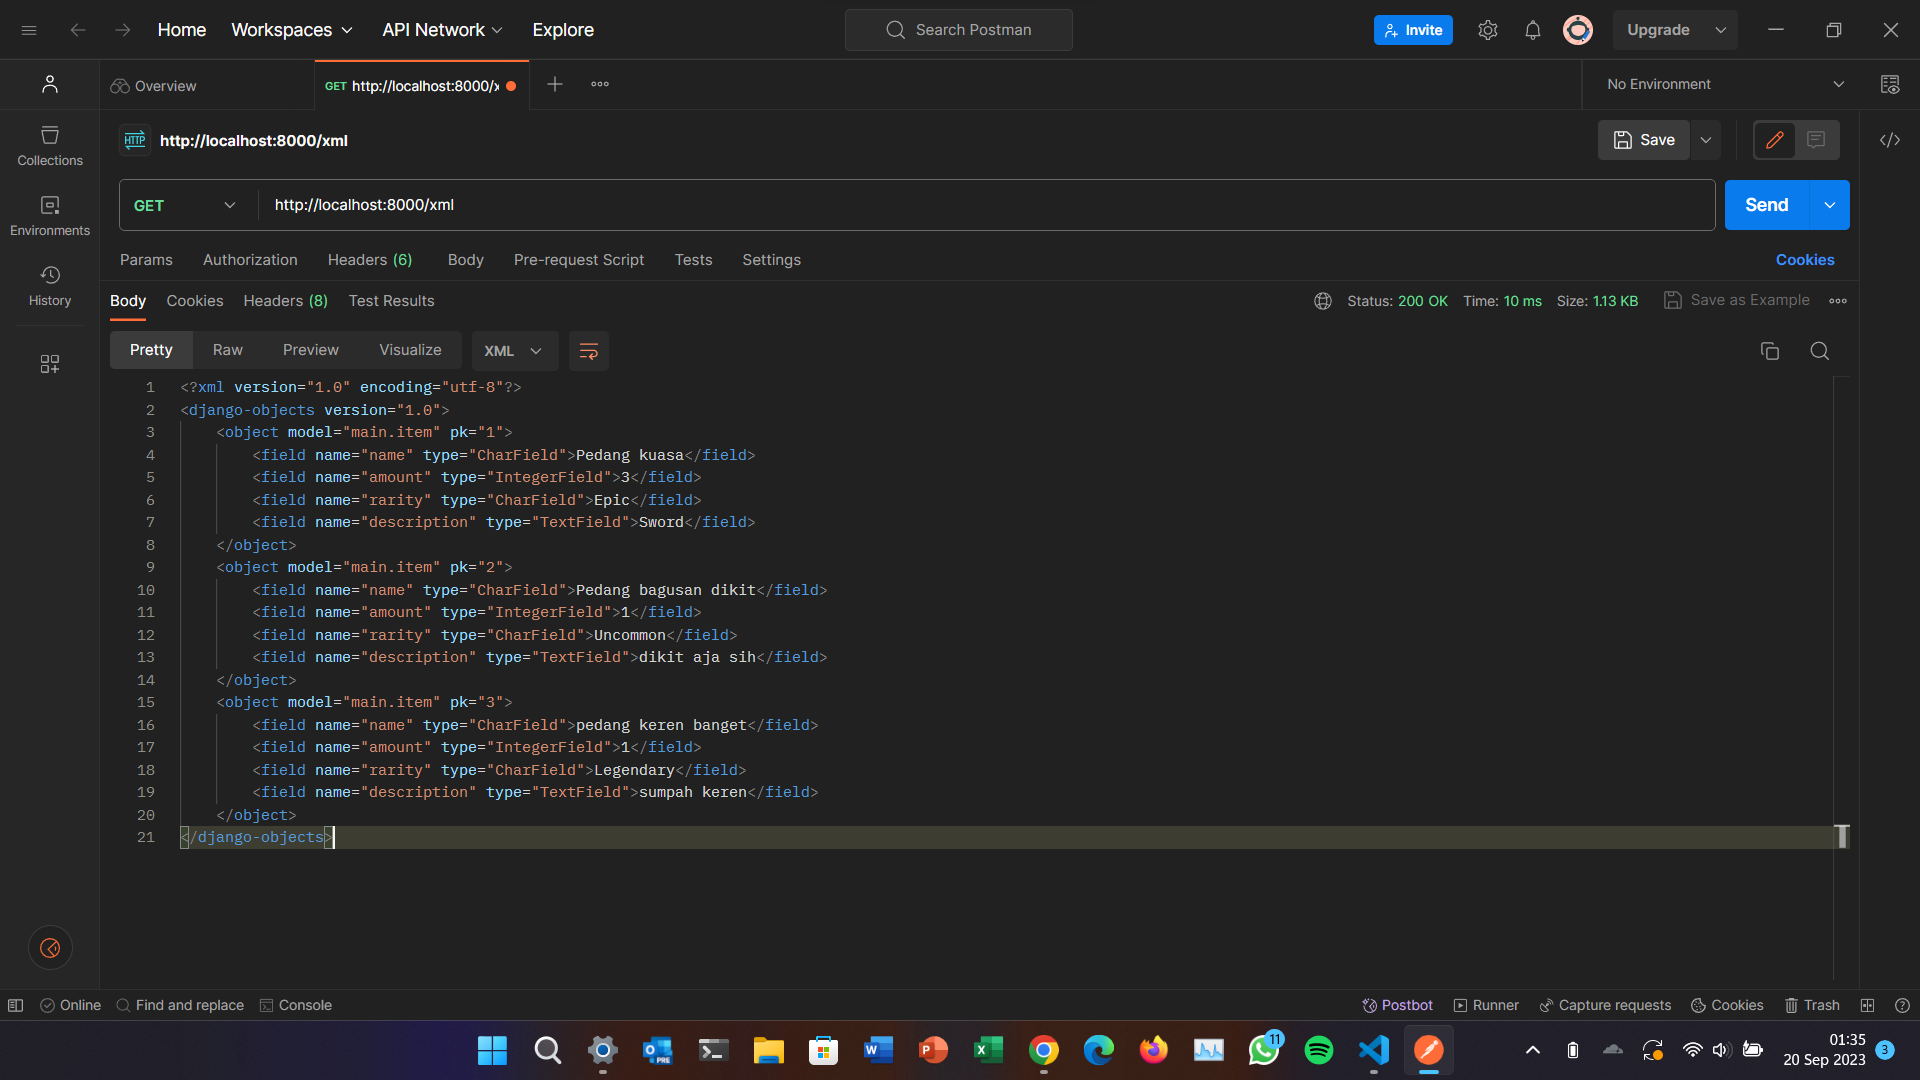 Home Workspaces API Network Explore Search Postman Invite Upgrade
Overview GET http://localhost:8000/x No Environment
HTTP http://localhost:8000/xml Save
Collections
Environments
History
GET http://localhost:8000/xml Send
Params Authorization Headers (6) Body Pre-request Script Tests Settings Cookies
Body Cookies Headers (8) Test Results Status: 200 OK Time: 10 ms Size: 1.13 KB Save as Example
Pretty Raw Preview Visualize XML
1 <?xml version="1.0" encoding="utf-8"?>
2 <django-objects version="1.0">
3 <object model="main.item" pk="1">
4 <field name="name" type="CharField">Pedang kuasa</field>
5 <field name="amount" type="IntegerField">3</field>
6 <field name="rarity" type="CharField">Epic</field>
7 <field name="description" type="TextField">Sword</field>
8 </object>
9 <object model="main.item" pk="2">
10 <field name="name" type="CharField">Pedang bagusan dikit</field>
11 <field name="amount" type="IntegerField">1</field>
12 <field name="rarity" type="CharField">Uncommon</field>
13 <field name="description" type="TextField">dikit aja sih</field>
14 </object>
15 <object model="main.item" pk="3">
16 <field name="name" type="CharField">pedang keren banget</field>
17 <field name="amount" type="IntegerField">1</field>
18 <field name="rarity" type="CharField">Legendary</field>
19 <field name="description" type="TextField">sumpah keren</field>
20 </object>
21 </django-objects>
Online Find and replace Console Postbot Runner Capture requests Cookies Trash
11
PRE
01:35
20 Sep 2023 3